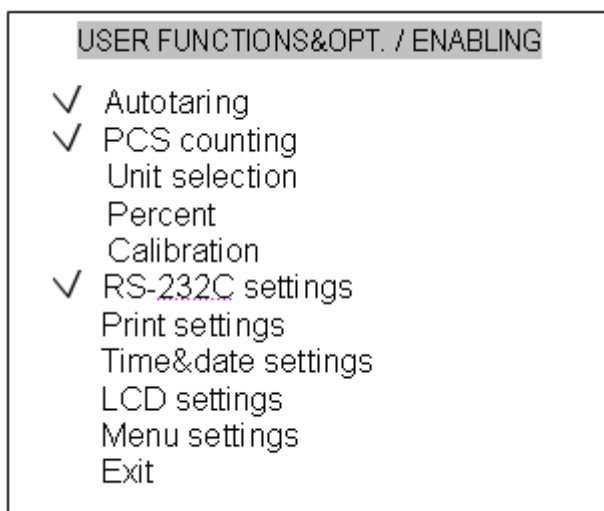 USER FUNCTIONS&OPT. / ENABLING
✓ Autotaring
✓ PCS counting
Unit selection
Percent
Calibration
✓ RS-232C settings
Print settings
Time&date settings
LCD settings
Menu settings
Exit